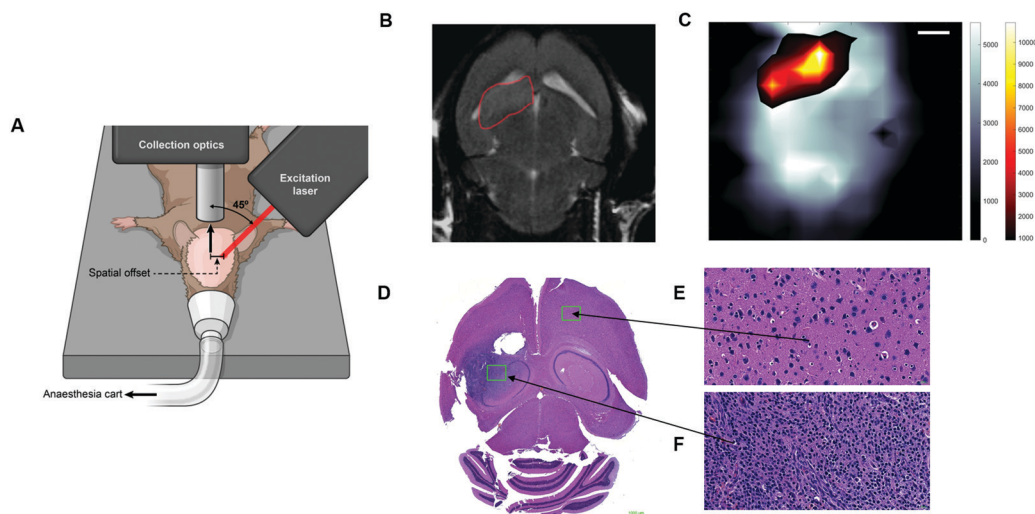 A
Collection optics
Excitation
laser
45º
Spatial offset
Anaesthesia cart
B
C
5000
4000
3000
2000
1000
0
10000
9000
8000
7000
6000
5000
4000
3000
2000
1000
D
E
F